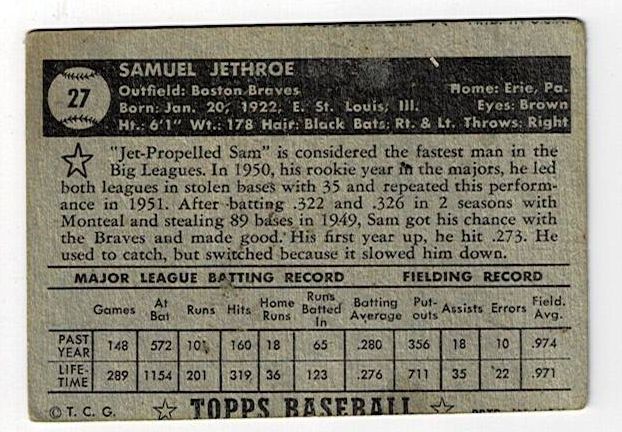 27
SAMUEL JETHROE
Outfield: Boston Braves Home: Erie, Pa.
Born: Jan. 20, 1922, E. St. Louis, Ill. Eyes: Brown
Ht.: 6'1" Wt.: 178 Hair: Black Bats: Rt. & Lt. Throws: Right
"Jet-Propelled Sam" is considered the fastest man in the
Big Leagues. In 1950, his rookie year in the majors, he led
both leagues in stolen bases with 35 and repeated this perform-
ance in 1951. After batting .322 and .326 in 2 seasons with
Monteal and stealing 89 bases in 1949, Sam got his chance with
the Braves and made good. His first year up, he hit .273. He
used to catch, but switched because it slowed him down.
MAJOR LEAGUE BATTING RECORD FIELDING RECORD
Games At Bat Runs Hits Home Runs Runs Batted In Batting Average Put-outs Assists Errors Field. Avg.
PAST YEAR 148 572 101 160 18 65 .280 356 18 10 .974
LIFE-TIME 289 1154 201 319 36 123 .276 711 35 22 .971
© T. C. G. TOPPS BASEBALL